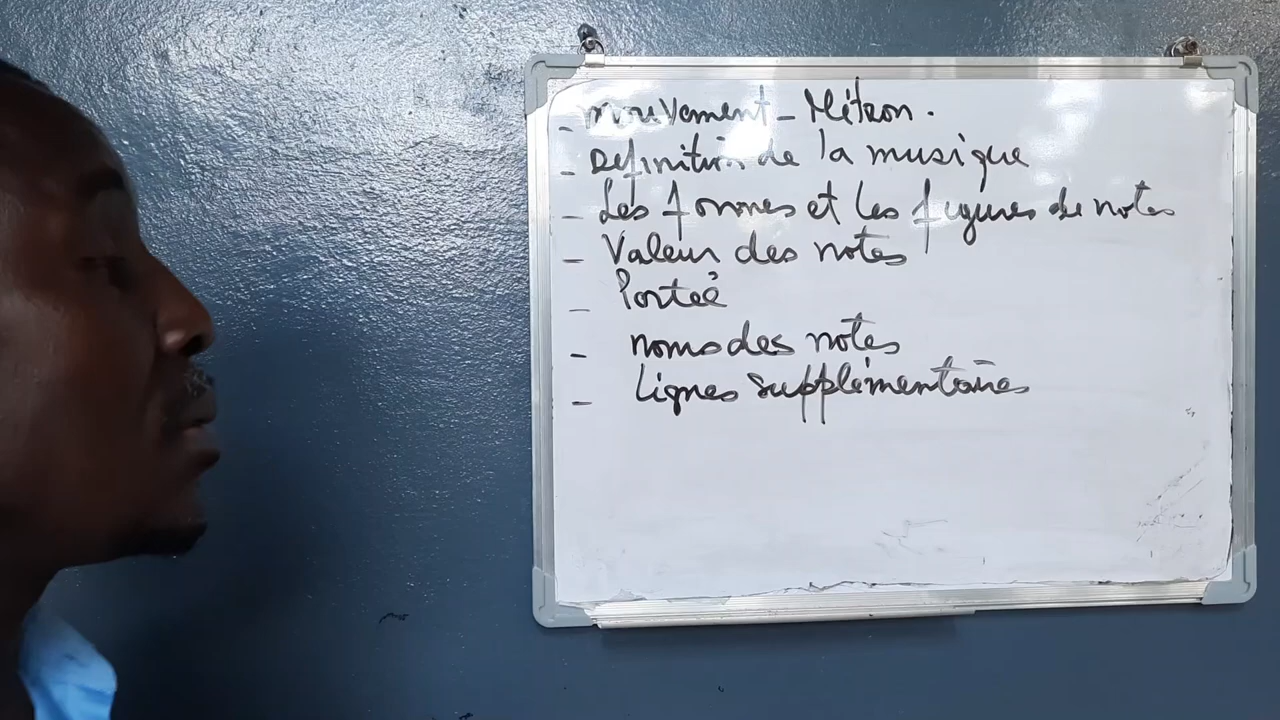 - mouvement - Métron.
- Définition de la musique
- Les formes et les figures de notes
- Valeur des notes
- Portée
- noms des notes
- Lignes supplémentaires